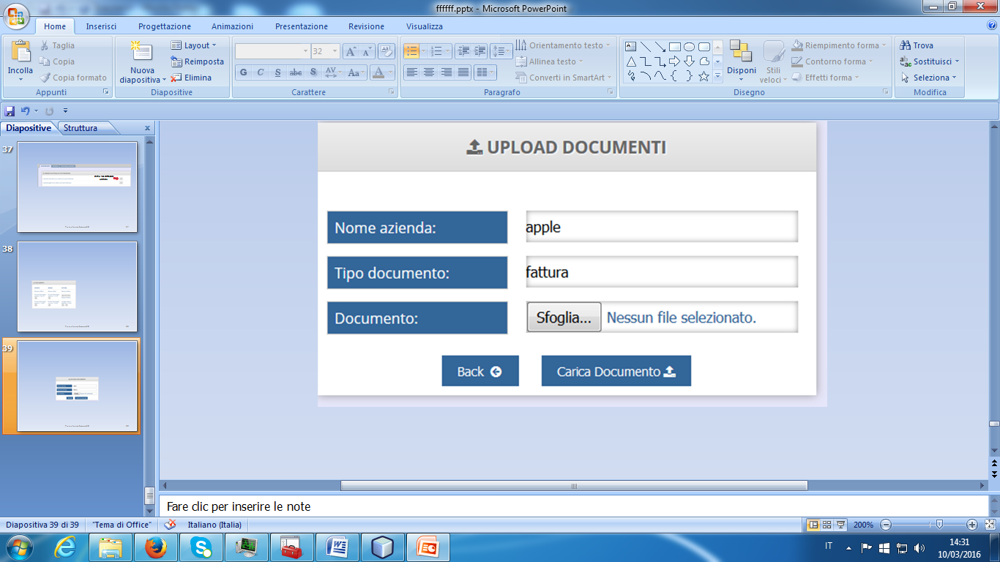 ffffff.pptx - Microsoft PowerPoint
Home Inserisci Progettazione Animazioni Presentazione Revisione Visualizza
Incolla
Taglia
Copia
Copia formato
Appunti
Nuova diapositiva
Layout
Reimposta
Elimina
Diapositive
32
G C S abc S AV Aa A
Carattere
Orientamento testo
Allinea testo
Converti in SmartArt
Paragrafo
Disponi
Stili veloci
Riempimento forma
Contorno forma
Effetti forma
Disegno
Trova
Sostituisci
Seleziona
Modifica
Diapositive Struttura x
37
38
39
UPLOAD DOCUMENTI
Nome azienda: apple
Tipo documento: fattura
Documento: Sfoglia... Nessun file selezionato.
Back Carica Documento
Fare clic per inserire le note
Diapositiva 39 di 39 "Tema di Office" Italiano (Italia) 200%
IT 14:31
10/03/2016